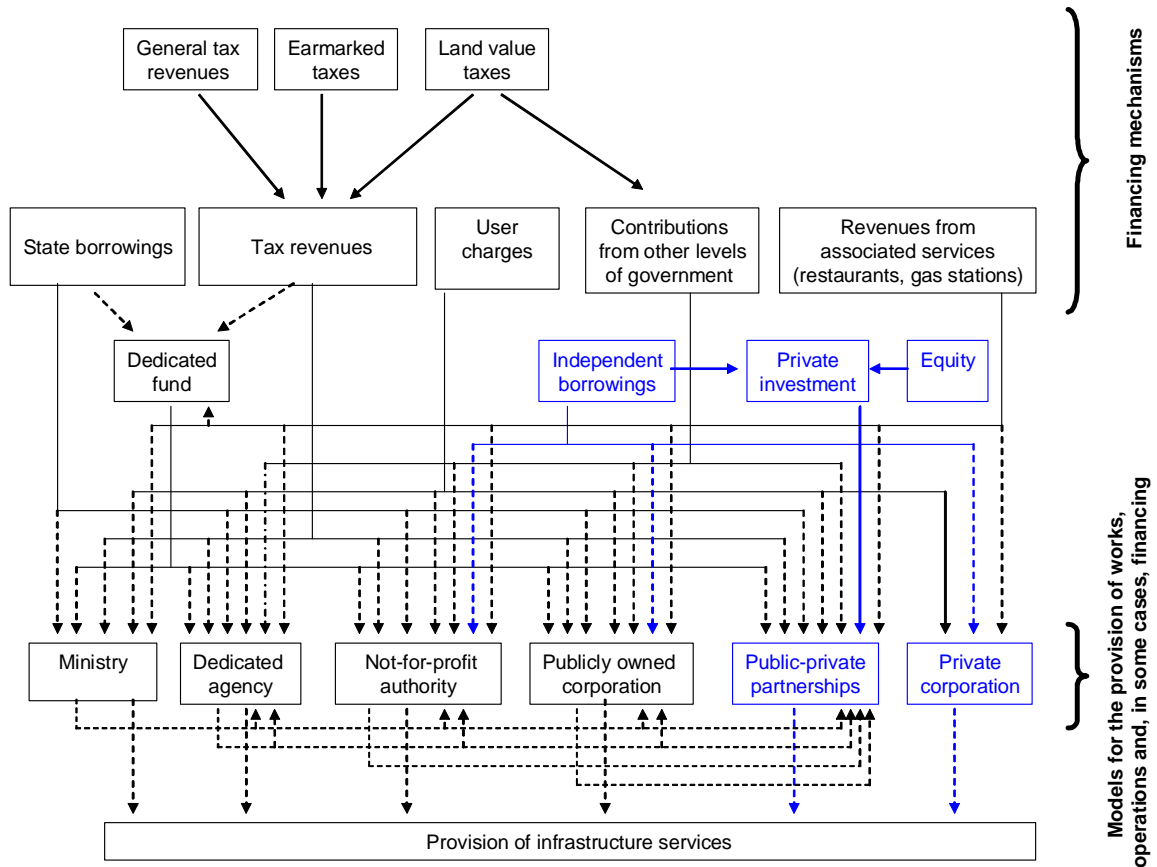 General tax
revenues
Earmarked
taxes
Land value
taxes
Financing mechanisms
State borrowings
Tax revenues
User
charges
Contributions
from other levels
of government
Revenues from
associated services
(restaurants, gas stations)
Dedicated
fund
Independent
borrowings
Private
investment
Equity
Models for the provision of works,
operations and, in some cases, financing
Ministry
Dedicated
agency
Not-for-profit
authority
Publicly owned
corporation
Public-private
partnerships
Private
corporation
Provision of infrastructure services